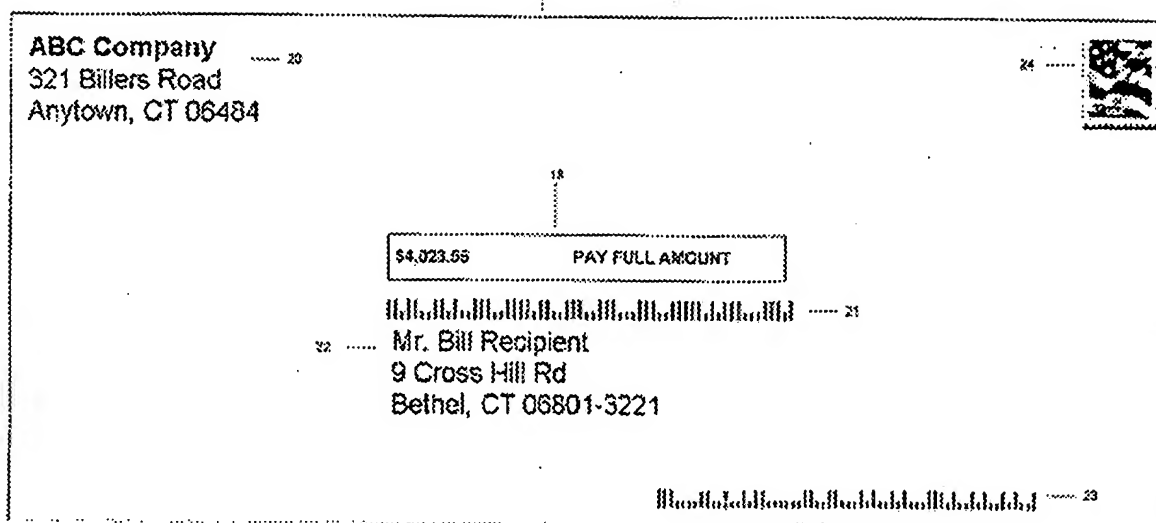 ABC Company 20
321 Billers Road
Anytown, CT 06484
24
18
$4,023.55 PAY FULL AMOUNT
21
22 Mr. Bill Recipient
9 Cross Hill Rd
Bethel, CT 06801-3221
23